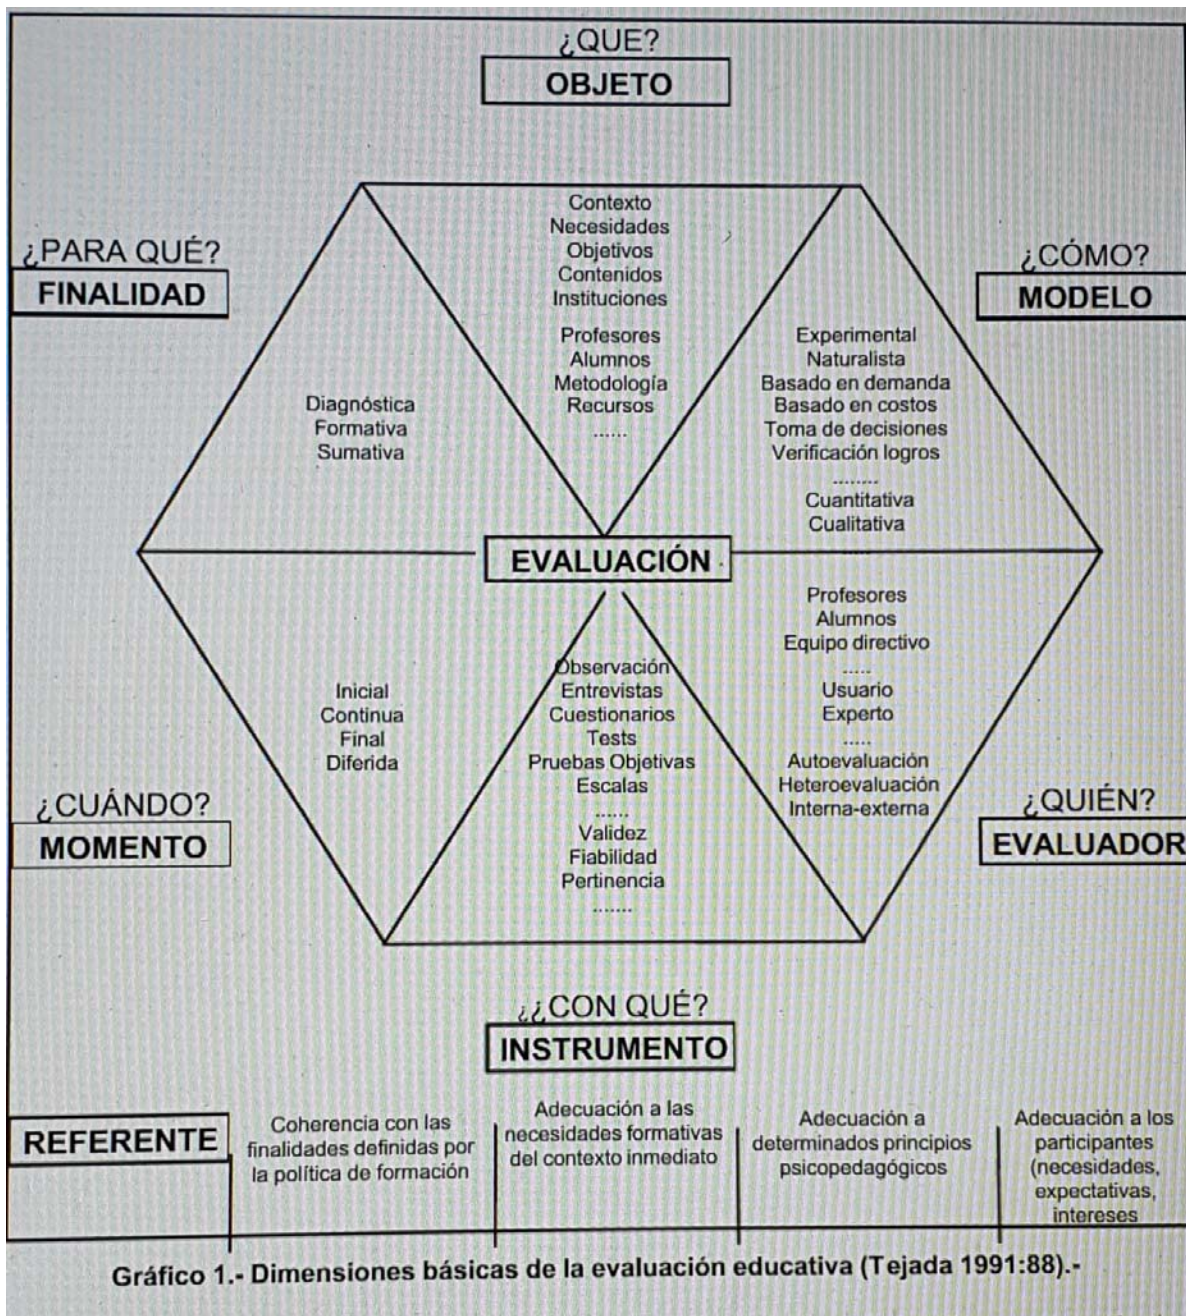 ¿QUE?
OBJETO
¿PARA QUÉ?
FINALIDAD
Contexto
Necesidades
Objetivos
Contenidos
Instituciones
Profesores
Alumnos
Metodología
Recursos
......
¿CÓMO?
MODELO
Diagnóstica
Formativa
Sumativa
Experimental
Naturalista
Basado en demanda
Basado en costos
Toma de decisiones
Verificación logros
........
Cuantitativa
Cualitativa
.....
EVALUACIÓN
Inicial
Continua
Final
Diferida
¿CUÁNDO?
MOMENTO
Observación
Entrevistas
Cuestionarios
Tests
Pruebas Objetivas
Escalas
......
Validez
Fiabilidad
Pertinencia
.......
Profesores
Alumnos
Equipo directivo
.....
Usuario
Experto
.....
Autoevaluación
Heteroevaluación
Interna-externa
¿QUIÉN?
EVALUADOR
¿¿CON QUÉ?
INSTRUMENTO
REFERENTE
Coherencia con las
finalidades definidas por
la política de formación
Adecuación a las
necesidades formativas
del contexto inmediato
Adecuación a
determinados principios
psicopedagógicos
Adecuación a los
participantes
(necesidades,
expectativas,
intereses
Gráfico 1.- Dimensiones básicas de la evaluación educativa (Tejada 1991:88).-